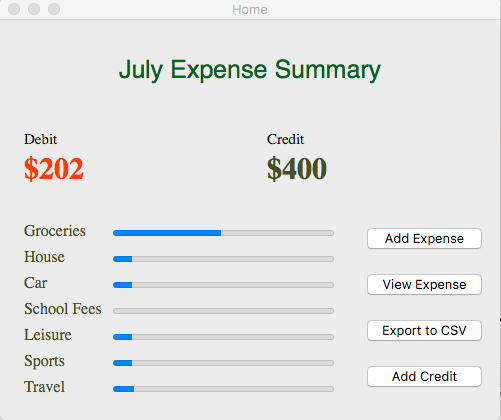 Home
July Expense Summary
Debit
Credit
$202
$400
Groceries
House
Car
School Fees
Leisure
Sports
Travel
Add Expense
View Expense
Export to CSV
Add Credit